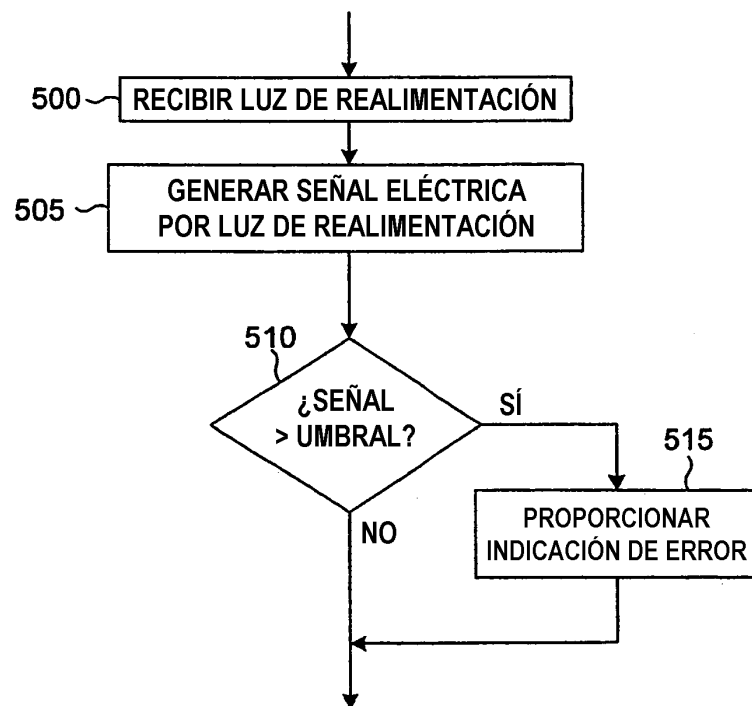 500
RECIBIR LUZ DE REALIMENTACIÓN
505
GENERAR SEÑAL ELÉCTRICA
POR LUZ DE REALIMENTACIÓN
510
¿SEÑAL
> UMBRAL?
SÍ
NO
515
PROPORCIONAR
INDICACIÓN DE ERROR